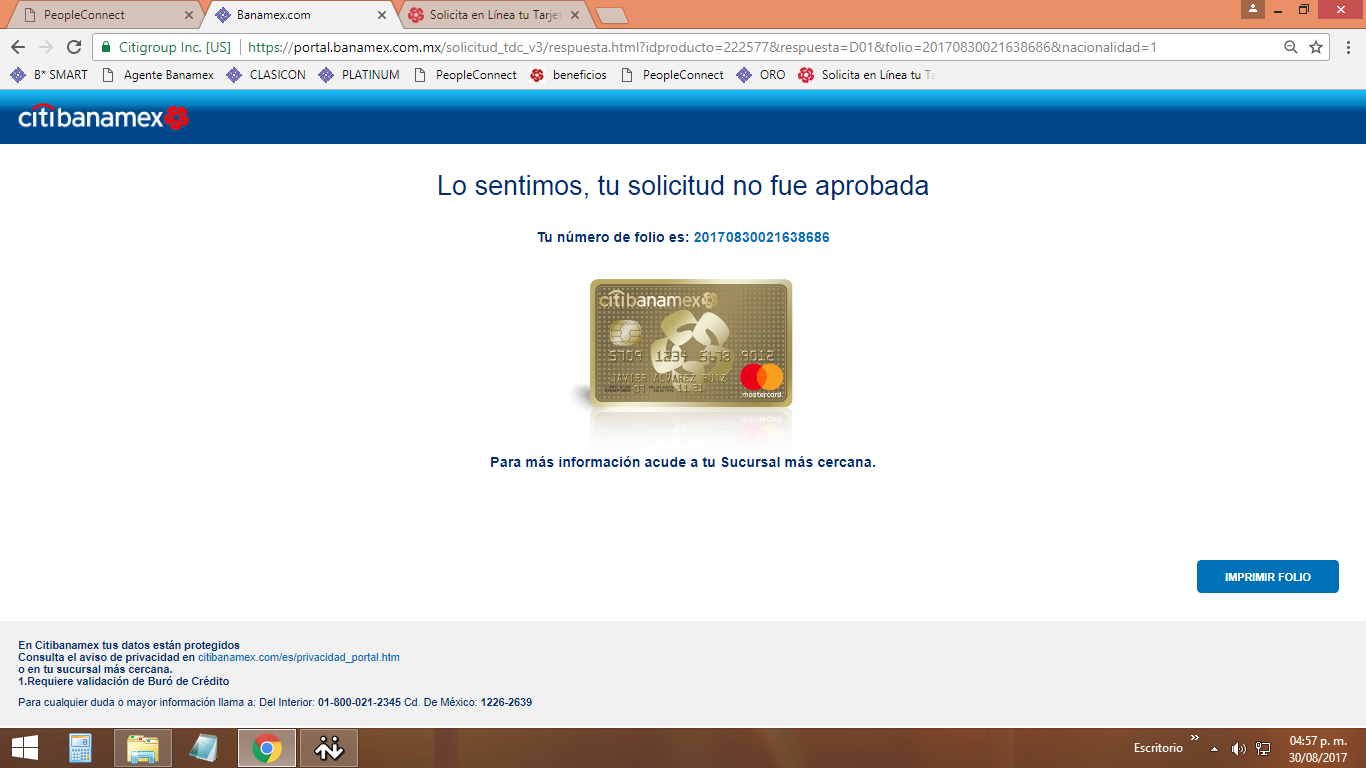 PeopleConnect
Banamex.com
Solicita en Línea tu Tarje
Citigroup Inc. [US]
https://portal.banamex.com.mx/solicitud_tdc_v3/respuesta.html?idproducto=222577&respuesta=D01&folio=20170830021638686&nacionalidad=1
B* SMART
Agente Banamex
CLASICON
PLATINUM
PeopleConnect
beneficios
PeopleConnect
ORO
Solicita en Línea tu Ta
citibanamex
Lo sentimos, tu solicitud no fue aprobada
Tu número de folio es: 20170830021638686
citibanamex
5709 1234 5678 9012
JAVIER ALVAREZ RUIZ
07 11/21
mastercard
Para más información acude a tu Sucursal más cercana.
IMPRIMIR FOLIO
En Citibanamex tus datos están protegidos
Consulta el aviso de privacidad en citibanamex.com/es/privacidad_portal.htm
o en tu sucursal más cercana.
1.Requiere validación de Buró de Crédito
Para cualquier duda o mayor información llama a: Del Interior: 01-800-021-2345 Cd. De México: 1226-2639
Escritorio
04:57 p. m.
30/08/2017